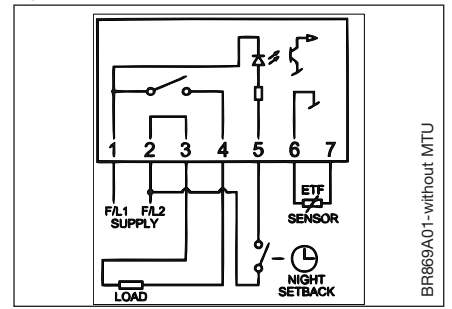 1 2 3 4 5 6 7
F/L1 F/L2
SUPPLY
ETF
SENSOR
NIGHT
SETBACK
LOAD
BR869A01-without MTU